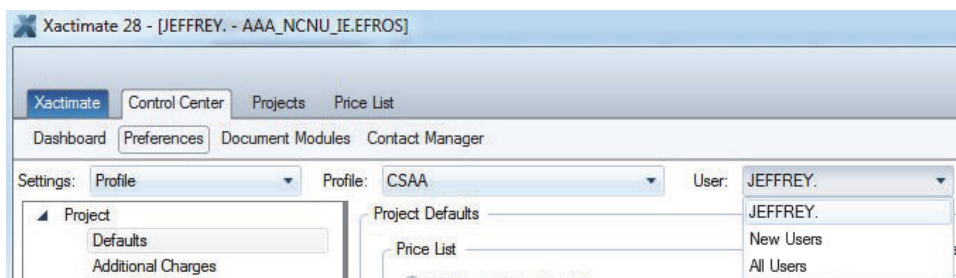 Xactimate 28 - [JEFFREY. - AAA_NCNU_IE.EFROS]
Xactimate Control Center Projects Price List
Dashboard Preferences Document Modules Contact Manager
Settings: Profile Profile: CSAA User: JEFFREY.
Project Project Defaults JEFFREY.
Defaults Price List New Users
Additional Charges All Users